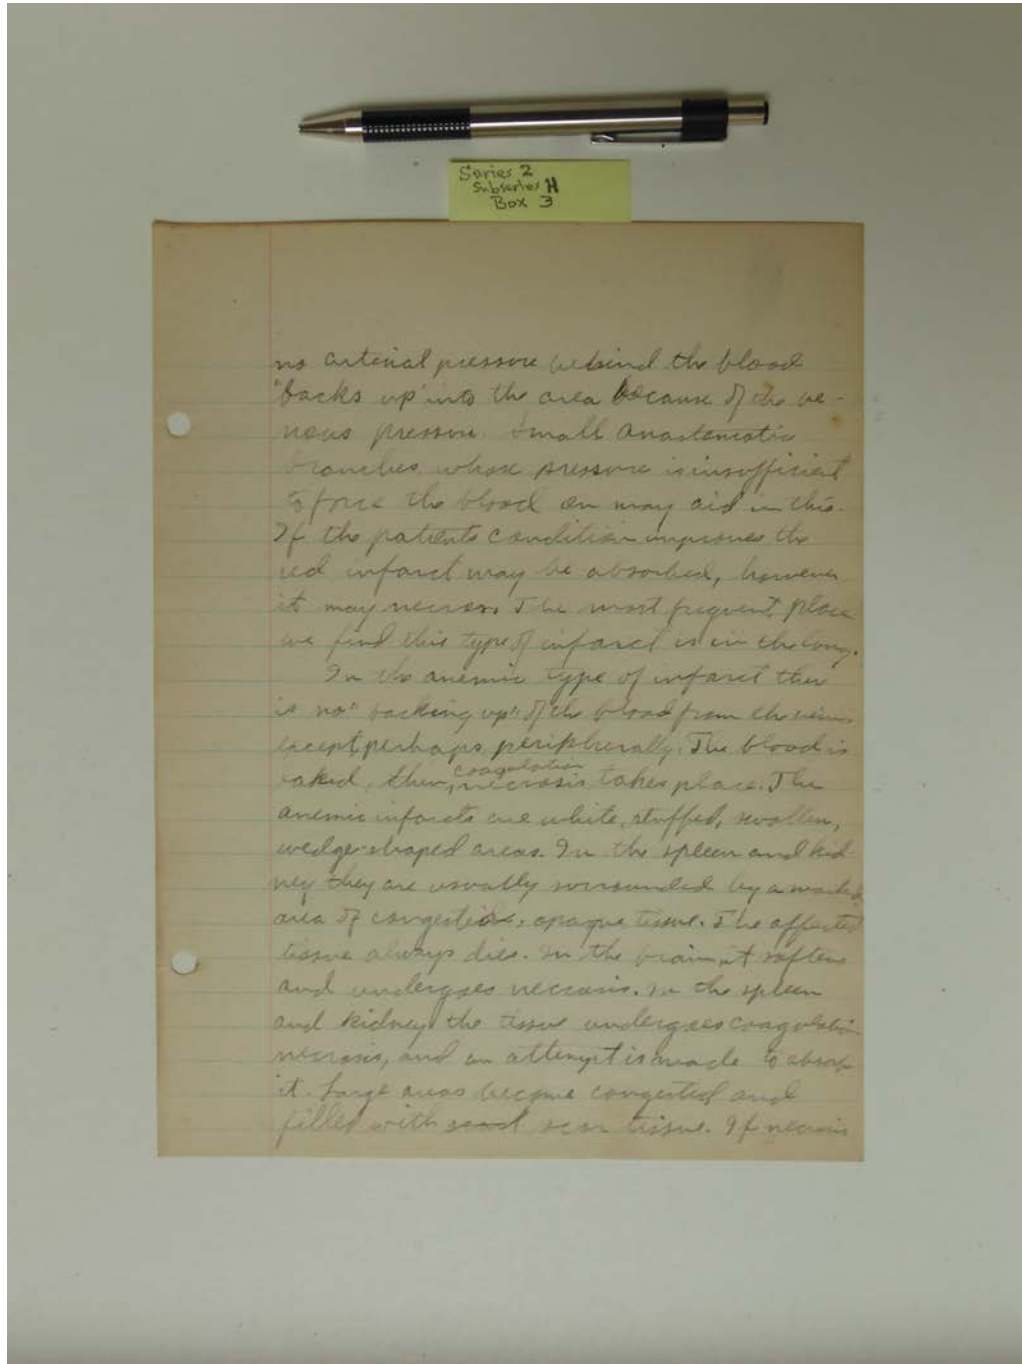 Series 2
Subseries H
Box 3
no arterial pressure behind the blood
"backs up" into the area because of the ve-
nous pressure. Small anastomotic
branches whose pressure is insufficient
to force the blood on may aid in this.
If the patients condition improves the
red infarct may be absorbed, however
it may necrose. The most frequent place
we find this type of infarct is in the lung.
In the anemic type of infarct there
is no "backing up" of the blood from the veins
except, perhaps, peripherally. The blood is
then, coagulation necrosis takes place. The
anemic infarcts are white, stuffed, swollen,
wedge-shaped areas. In the spleen and kid-
ney they are usually surrounded by a marked
area of congestion, opaque tissue. The affected
tissue always dies. In the brain it softens
and undergoes necrosis. In the spleen
and kidney the tissue undergoes coagulation
necrosis, and an attempt is made to absorb
it. Large areas become congested and
filled with scar tissue. If necrosis